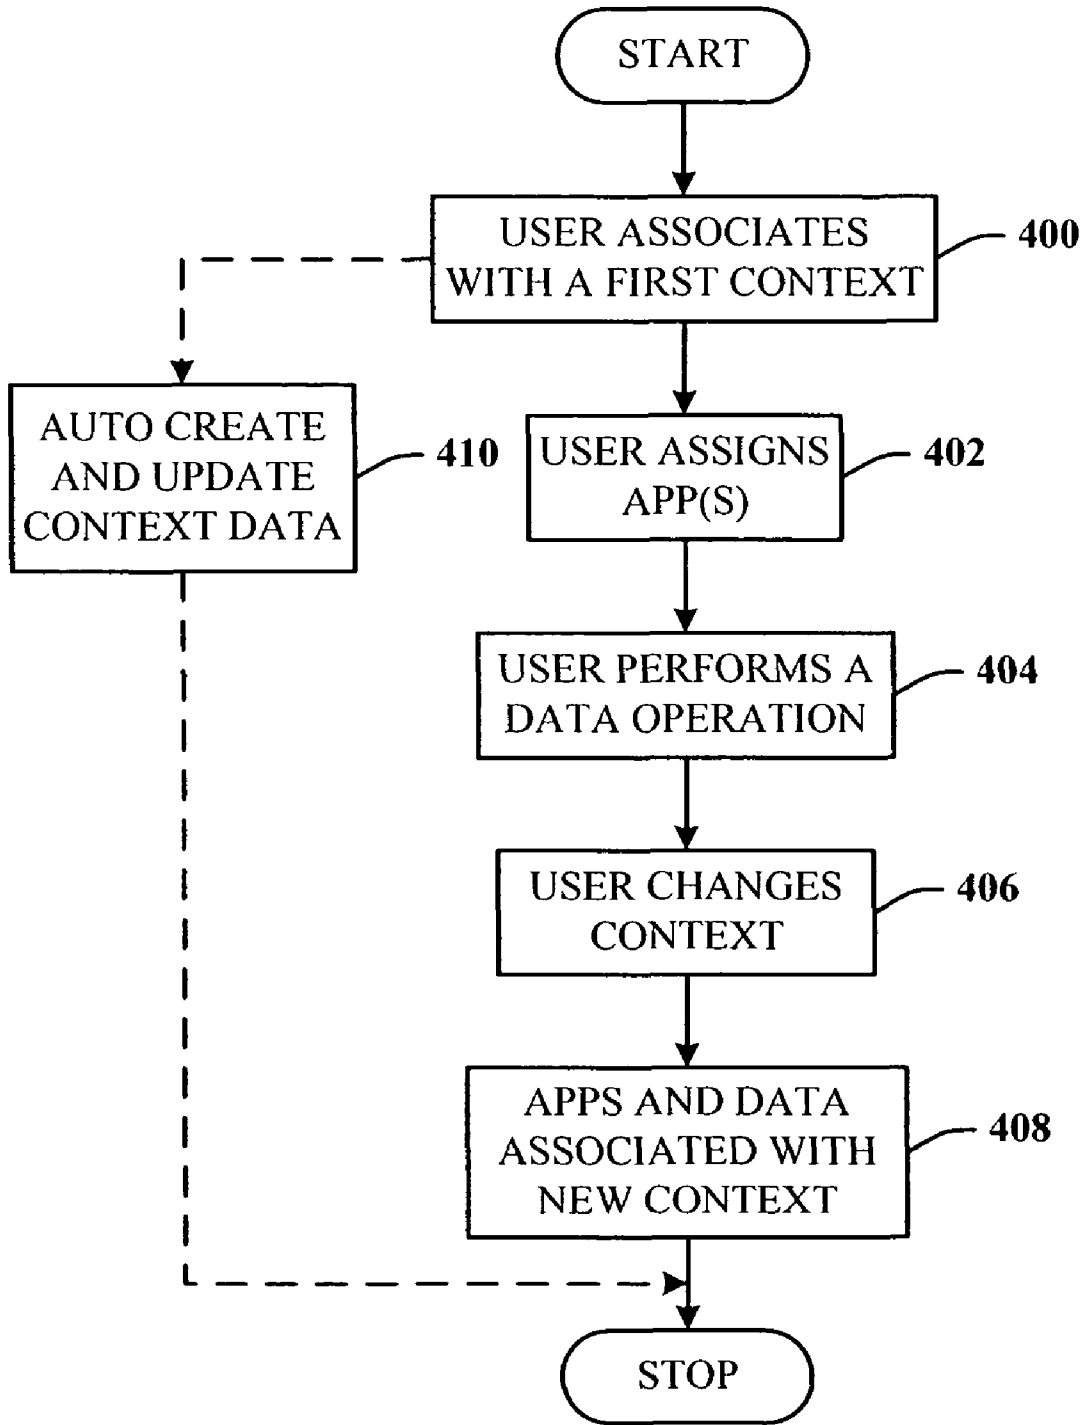 START
USER ASSOCIATES
WITH A FIRST CONTEXT
400
AUTO CREATE
AND UPDATE
CONTEXT DATA
410
USER ASSIGNS
APP(S)
402
USER PERFORMS A
DATA OPERATION
404
USER CHANGES
CONTEXT
406
APPS AND DATA
ASSOCIATED WITH
NEW CONTEXT
408
STOP